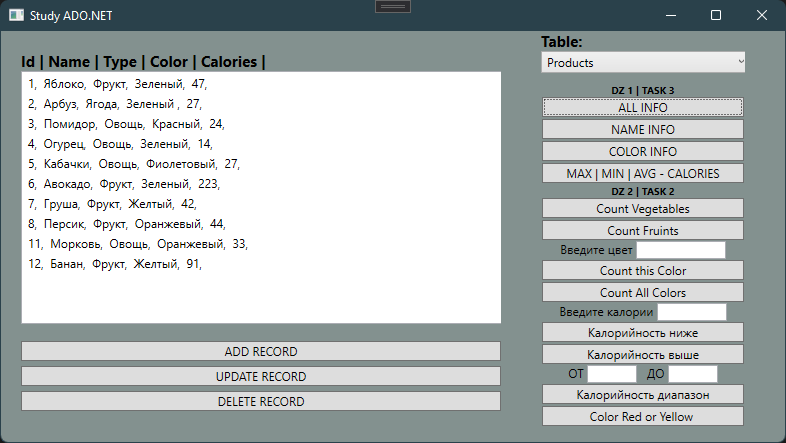 Study ADO.NET
Id | Name | Type | Color | Calories |
1, Яблоко, Фрукт, Зеленый, 47,
2, Арбуз, Ягода, Зеленый , 27,
3, Помидор, Овощь, Красный, 24,
4, Огурец, Овощь, Зеленый, 14,
5, Кабачки, Овощь, Фиолетовый, 27,
6, Авокадо, Фрукт, Зеленый, 223,
7, Груша, Фрукт, Желтый, 42,
8, Персик, Фрукт, Оранжевый, 44,
11, Морковь, Овощь, Оранжевый, 33,
12, Банан, Фрукт, Желтый, 91,
ADD RECORD
UPDATE RECORD
DELETE RECORD
Table:
Products
DZ 1 | TASK 3
ALL INFO
NAME INFO
COLOR INFO
MAX | MIN | AVG - CALORIES
DZ 2 | TASK 2
Count Vegetables
Count Fruints
Введите цвет
Count this Color
Count All Colors
Введите калории
Калорийность ниже
Калорийность выше
ОТ ДО
Калорийность диапазон
Color Red or Yellow